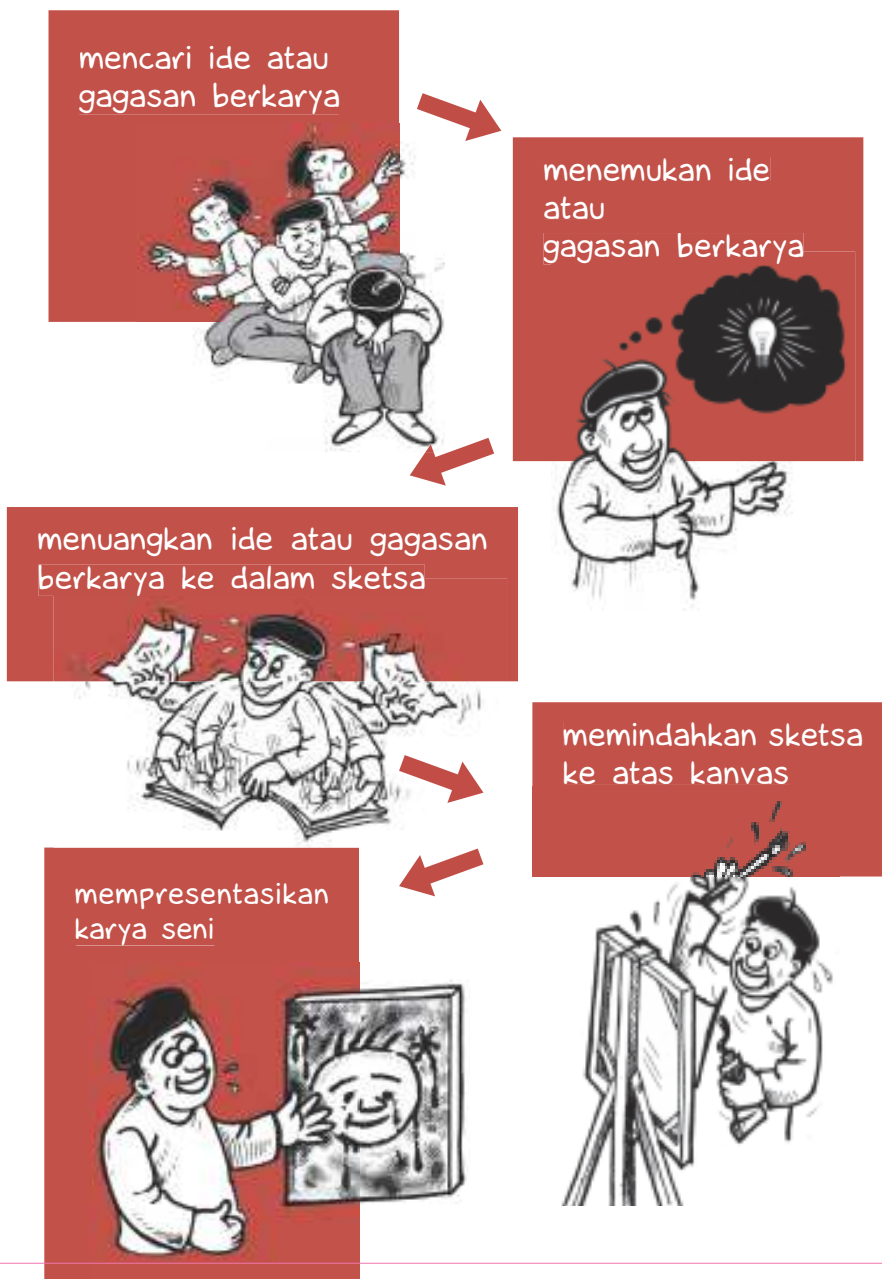 mencari ide atau
gagasan berkarya
menemukan ide
atau
gagasan berkarya
menuangkan ide atau gagasan
berkarya ke dalam sketsa
memindahkan sketsa
ke atas kanvas
mempresentasikan
karya seni